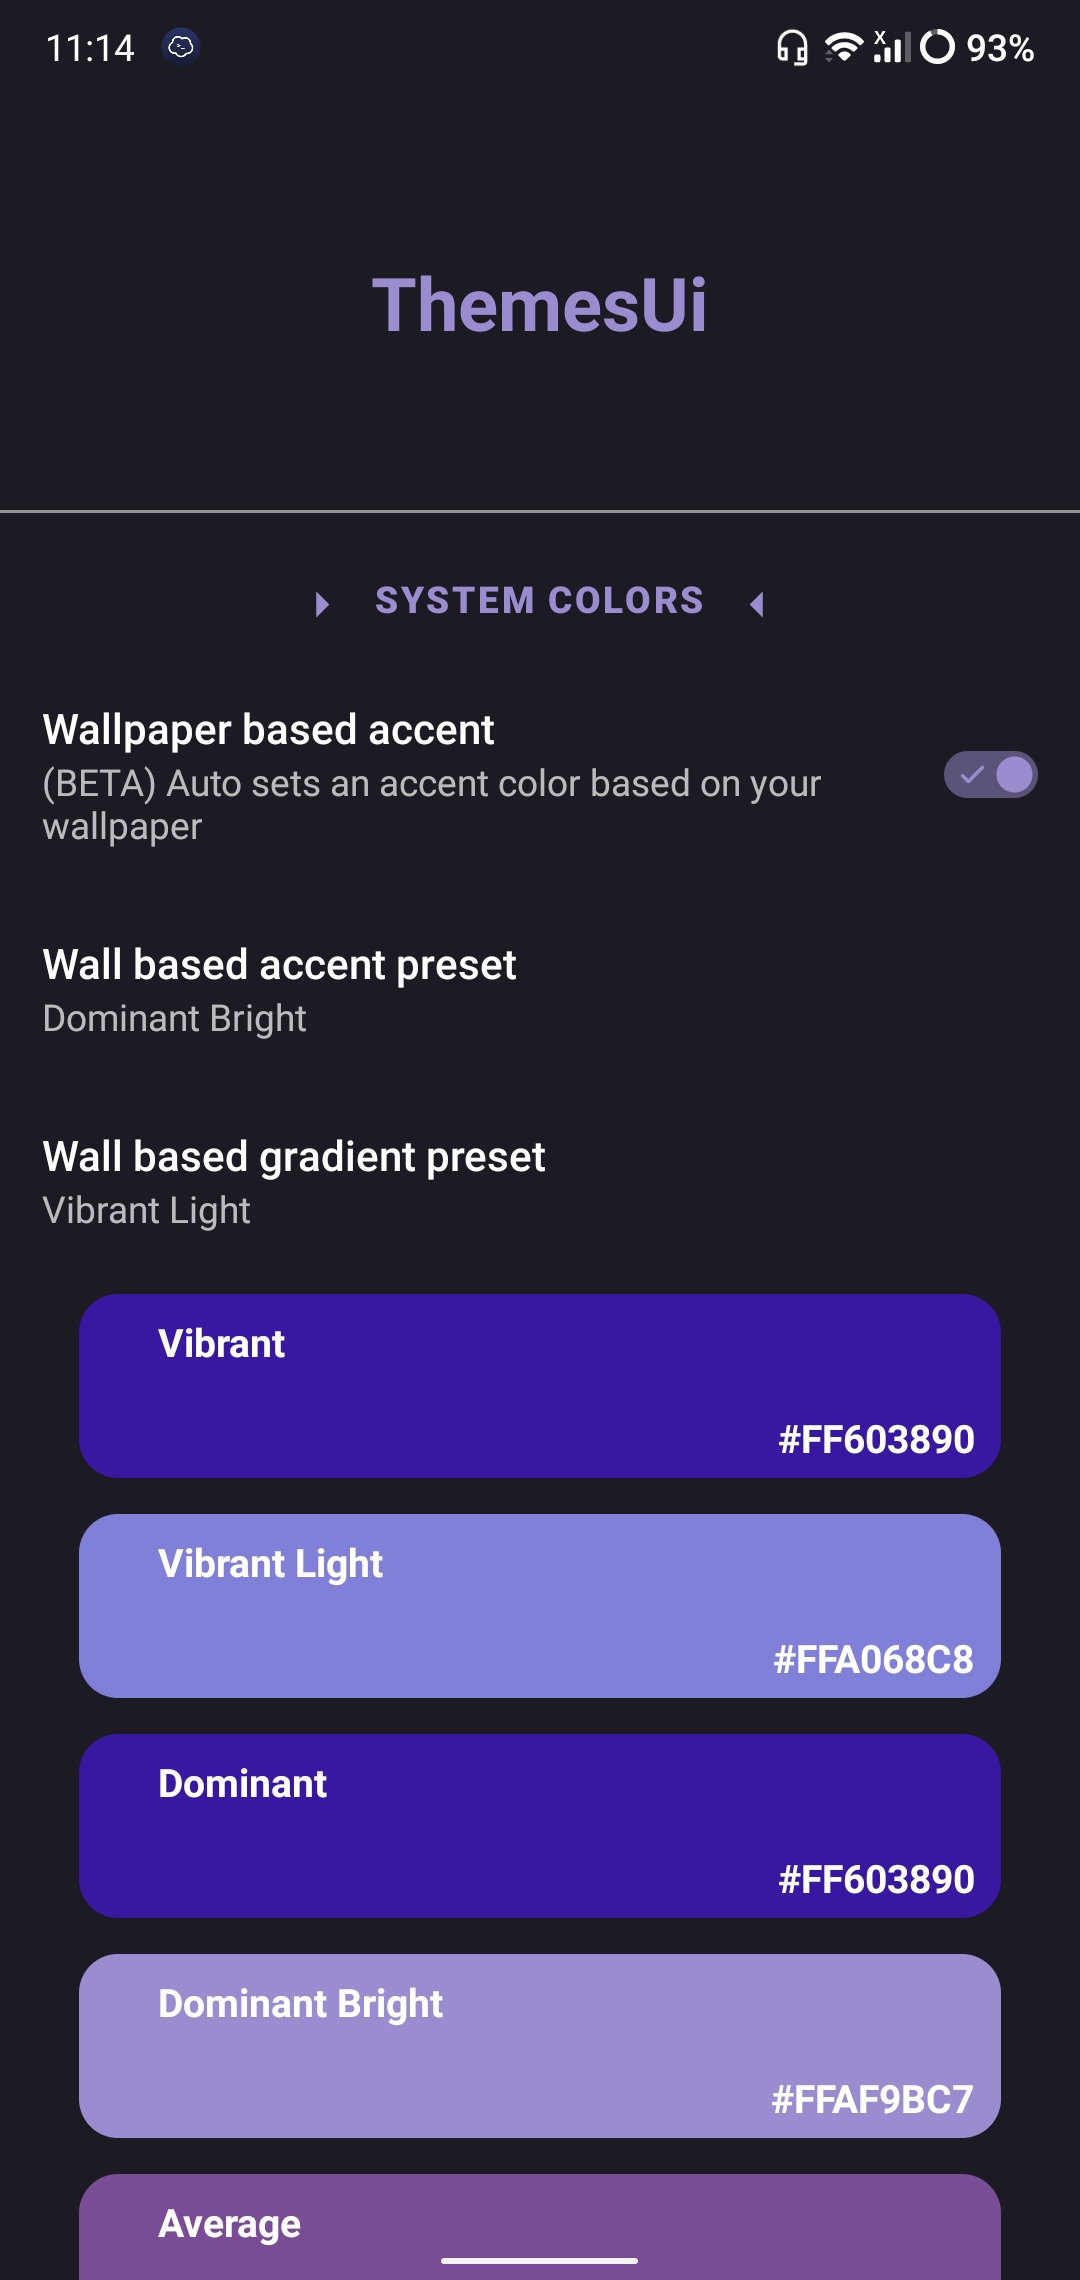 11:14
X
93%
ThemesUi
SYSTEM COLORS
Wallpaper based accent
(BETA) Auto sets an accent color based on your
wallpaper
Wall based accent preset
Dominant Bright
Wall based gradient preset
Vibrant Light
Vibrant
#FF603890
Vibrant Light
#FFA068C8
Dominant
#FF603890
Dominant Bright
#FFAF9BC7
Average